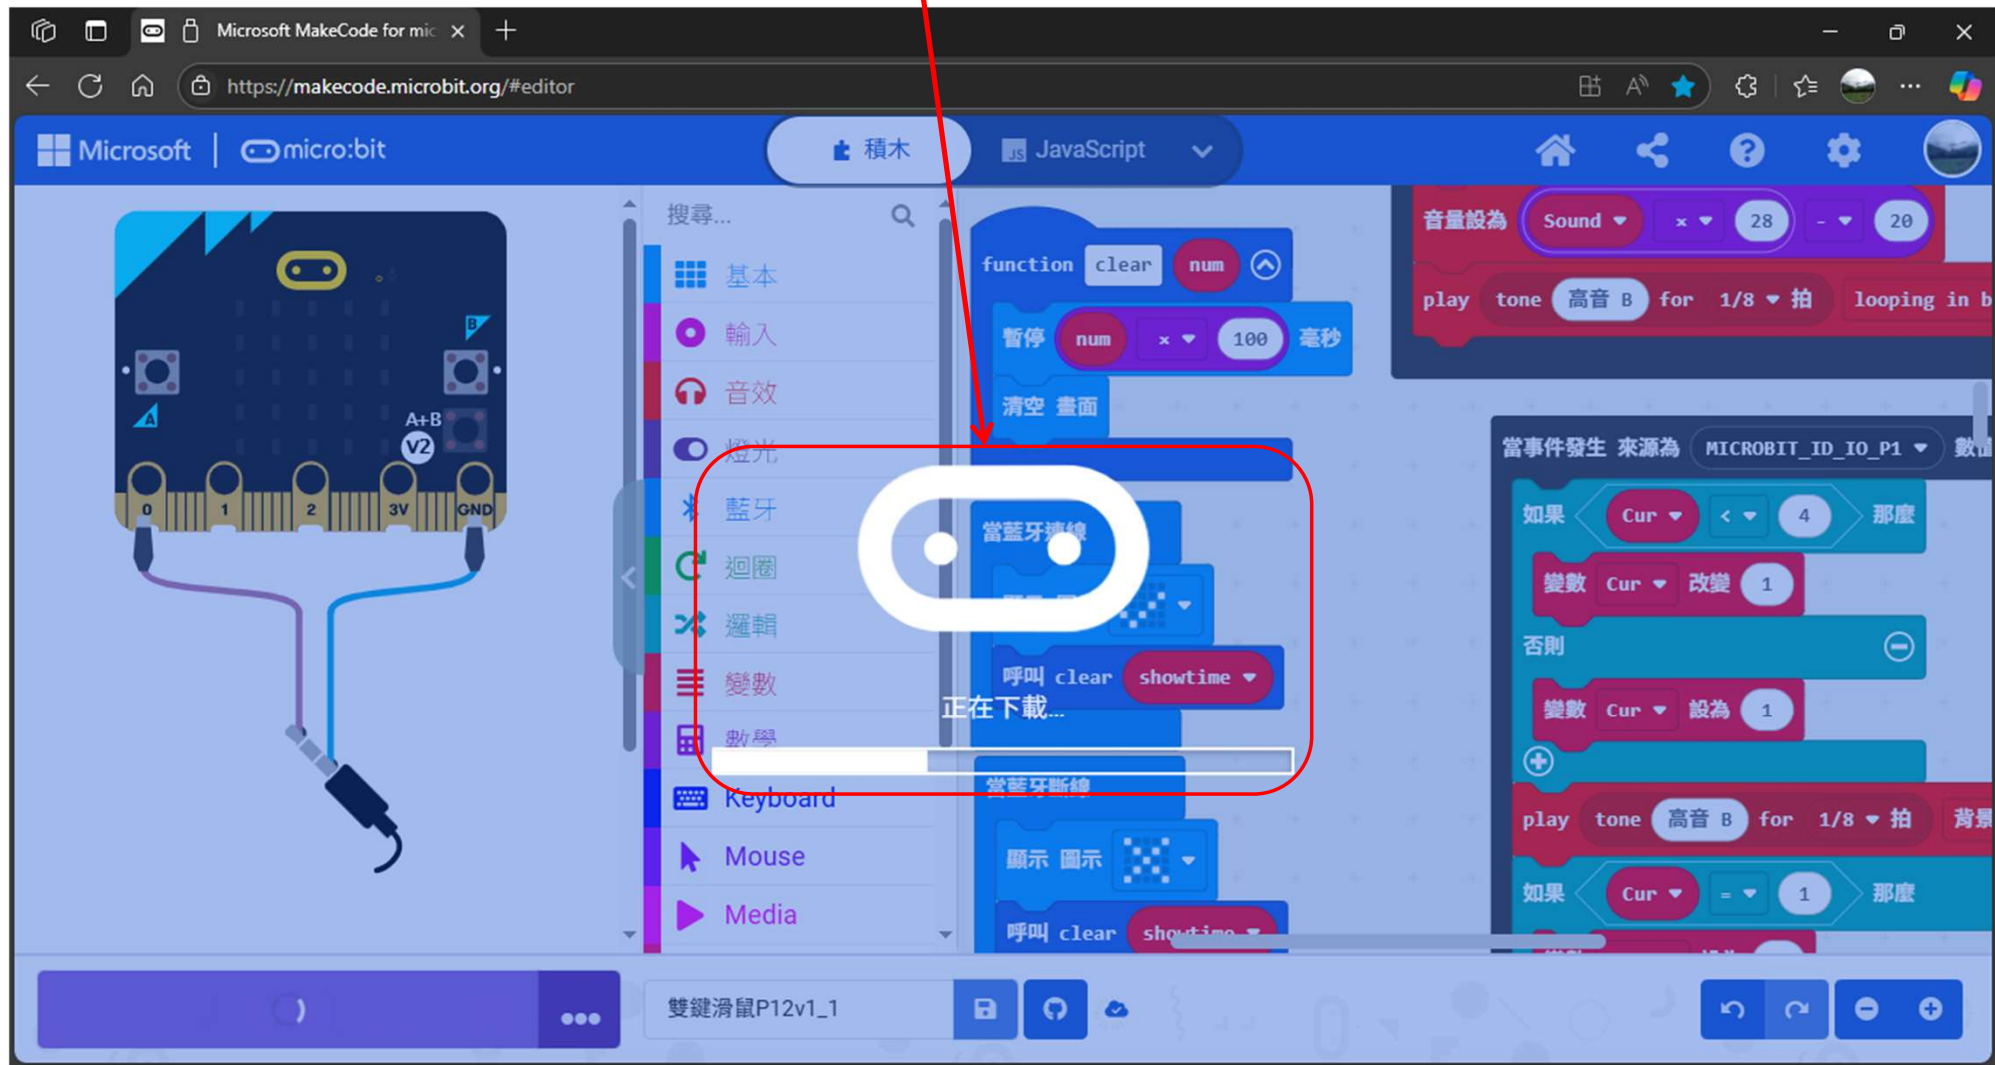 Microsoft MakeCode for mic
https://makecode.microbit.org/#editor
Microsoft
micro:bit
積木
JS JavaScript
A
B
A+B
V2
0 1 2 3V GND
搜尋...
基本
輸入
音效
燈光
藍牙
迴圈
邏輯
變數
數學
Keyboard
Mouse
Media
function clear num
暫停 num × 100 毫秒
清空 畫面
當藍牙連線
呼叫 clear showtime
正在下載...
當藍牙斷線
顯示 圖示
呼叫 clear showtime
音量設為 Sound × 28 - 20
play tone 高音 B for 1/8 拍 looping in b
當事件發生 來源為 MICROBIT_ID_IO_P1 數值
如果 Cur < 4 那麼
變數 Cur 改變 1
否則
變數 Cur 設為 1
play tone 高音 B for 1/8 拍 背景
如果 Cur = 1 那麼
雙鍵滑鼠P12v1_1